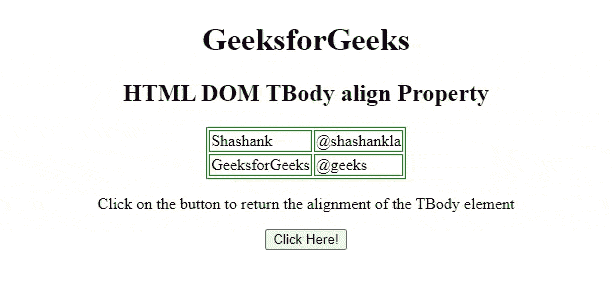 GeeksforGeeks
HTML DOM TBody align Property
Shashank @shashankla
GeeksforGeeks @geeks
Click on the button to return the alignment of the TBody element
Click Here!